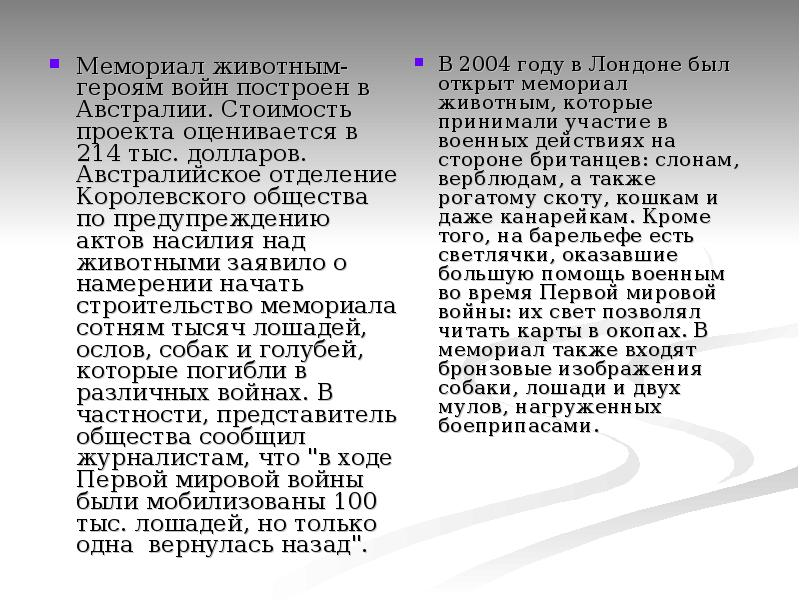 Мемориал животным-
героям войн построен в
Австралии. Стоимость
проекта оценивается в
214 тыс. долларов.
Австралийское отделение
Королевского общества
по предупреждению
актов насилия над
животными заявило о
намерении начать
строительство мемориала
сотням тысяч лошадей,
ослов, собак и голубей,
которые погибли в
различных войнах. В
частности, представитель
общества сообщил
журналистам, что "в ходе
Первой мировой войны
были мобилизованы 100
тыс. лошадей, но только
одна  вернулась назад".
В 2004 году в Лондоне был
открыт мемориал
животным, которые
принимали участие в
военных действиях на
стороне британцев: слонам,
верблюдам, а также
рогатому скоту, кошкам и
даже канарейкам. Кроме
того, на барельефе есть
светлячки, оказавшие
большую помощь военным
во время Первой мировой
войны: их свет позволял
читать карты в окопах. В
мемориал также входят
бронзовые изображения
собаки, лошади и двух
мулов, нагруженных
боеприпасами.